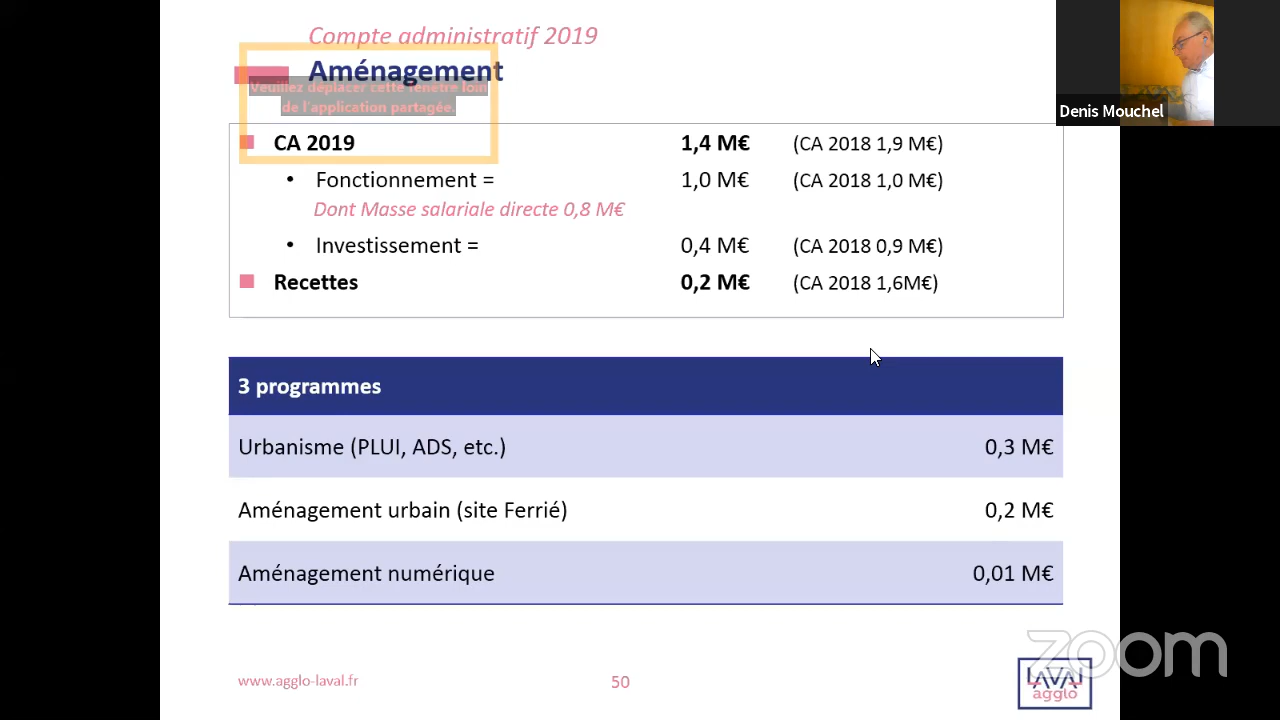 Compte administratif 2019
Aménagement
Veuillez déplacer cette fenêtre loin
de l'application partagée.
Denis Mouchel
CA 2019 1,4 M€ (CA 2018 1,9 M€)
• Fonctionnement = 1,0 M€ (CA 2018 1,0 M€)
Dont Masse salariale directe 0,8 M€
• Investissement = 0,4 M€ (CA 2018 0,9 M€)
Recettes 0,2 M€ (CA 2018 1,6M€)
3 programmes
Urbanisme (PLUI, ADS, etc.) 0,3 M€
Aménagement urbain (site Ferrié) 0,2 M€
Aménagement numérique 0,01 M€
www.agglo-laval.fr
50
zoom
LAVAL
agglo